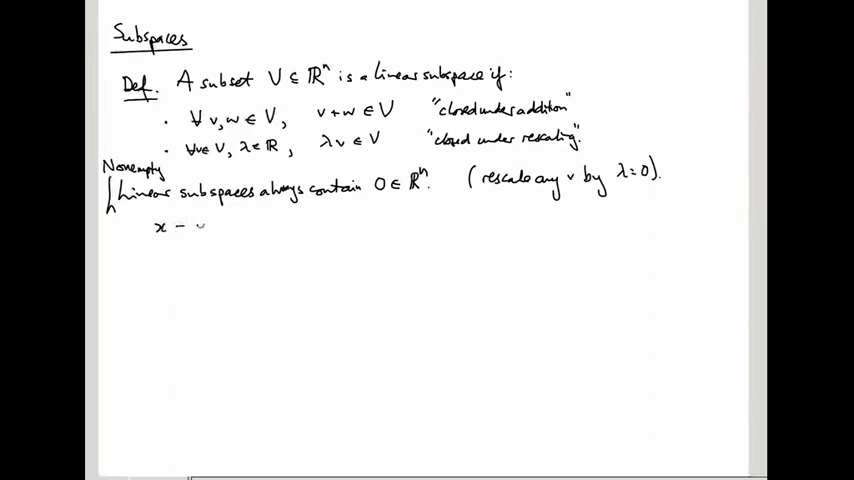 Subspaces
Def. A subset V ⊆ ℝⁿ is a linear subspace if:
· ∀ v, w ∈ V, v + w ∈ V "closed under addition"
· ∀v ∈ V, λ ∈ ℝ, λv ∈ V "closed under rescaling".
Nonempty
linear subspaces always contain 0 ∈ ℝⁿ. (rescale any v by λ=0).
x -